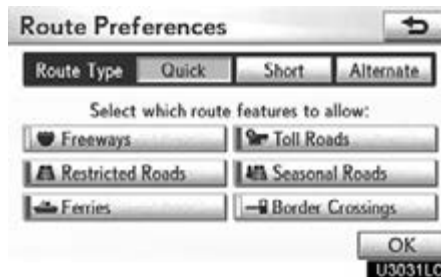 Route Preferences
Route Type Quick Short Alternate
Select which route features to allow:
Freeways Toll Roads
Restricted Roads Seasonal Roads
Ferries Border Crossings
OK
U3031LC